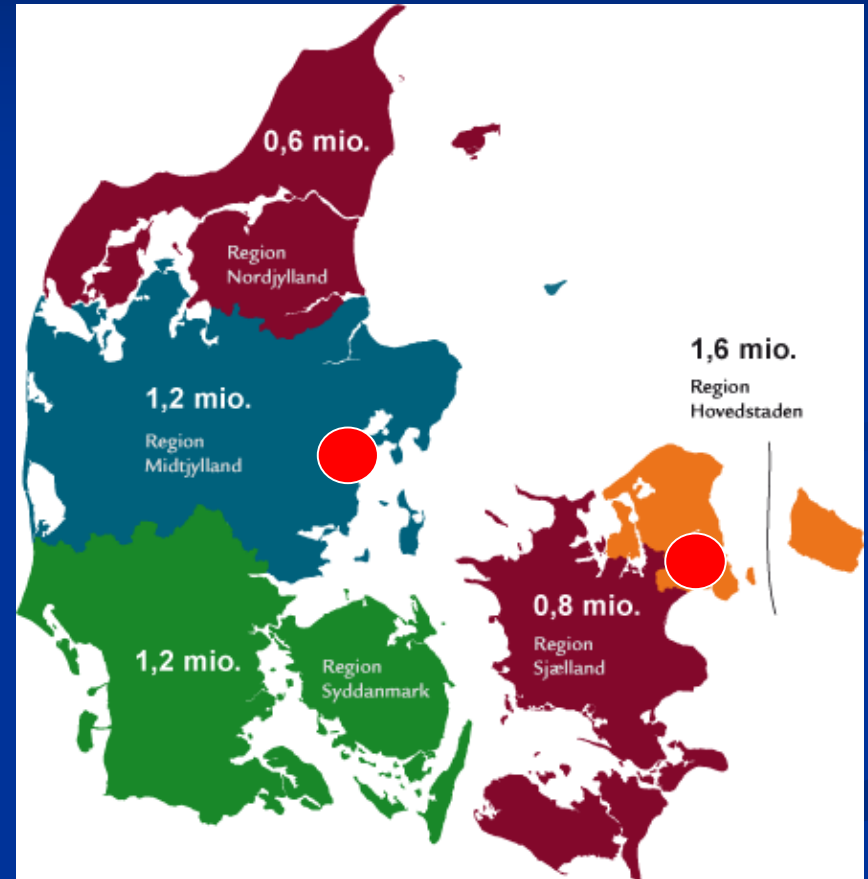 0,6 mio.
Region
Nordjylland
1,6 mio.
Region
Hovedstaden
1,2 mio.
Region
Midtjylland
0,8 mio.
Region
Sjælland
1,2 mio.
Region
Syddanmark